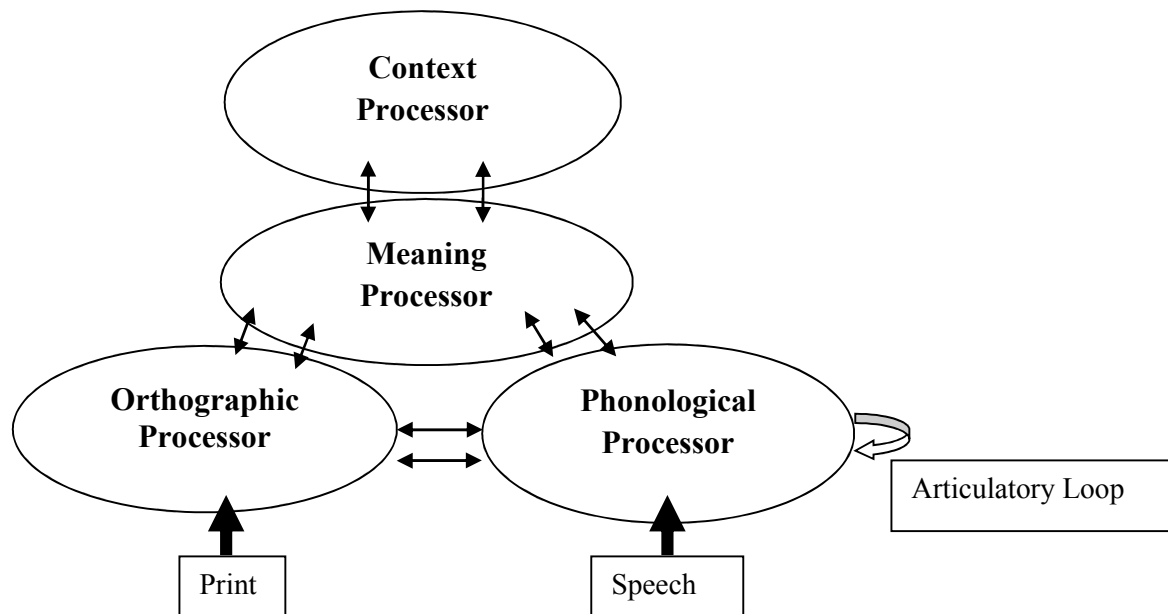 Context
Processor
Meaning
Processor
Orthographic
Processor
Phonological
Processor
Articulatory Loop
Print
Speech